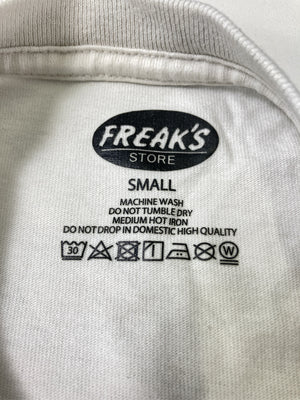 FREAK'S
STORE
SMALL
MACHINE WASH
DO NOT TUMBLE DRY
MEDIUM HOT IRON
DO NOT DROP IN DOMESTIC HIGH QUALITY
30 W